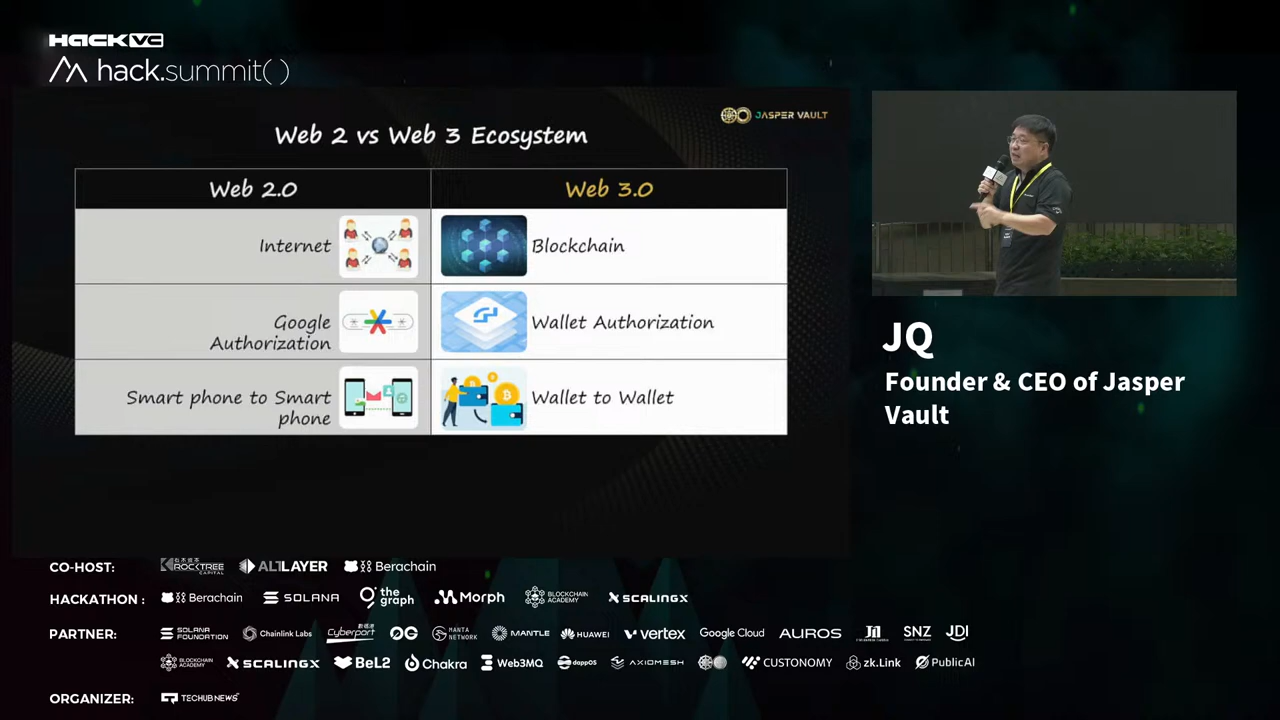 HACK VC
hack.summit()
JASPER VAULT
Web 2 vs Web 3 Ecosystem
Web 2.0
Web 3.0
Internet
Blockchain
Google
Authorization
Wallet Authorization
Smart phone to Smart
phone
Wallet to Wallet
JQ
Founder & CEO of Jasper
Vault
CO-HOST:
ROCKTREE
CAPITAL
ALTLAYER
Berachain
HACKATHON :
Berachain
SOLANA
the
graph
Morph
BLOCKCHAIN
ACADEMY
SCALINGX
PARTNER:
SOLANA
FOUNDATION
Chainlink Labs
Cyberport
數碼港
0G
MANTA
NETWORK
MANTLE
HUAWEI
vertex
Google Cloud
AUROS
SNZ
JDI
BLOCKCHAIN
ACADEMY
SCALINGX
BeL2
Chakra
Web3MQ
dappOS
AXIOMESH
CUSTONOMY
zk.Link
PublicAI
ORGANIZER:
TECHUB NEWS